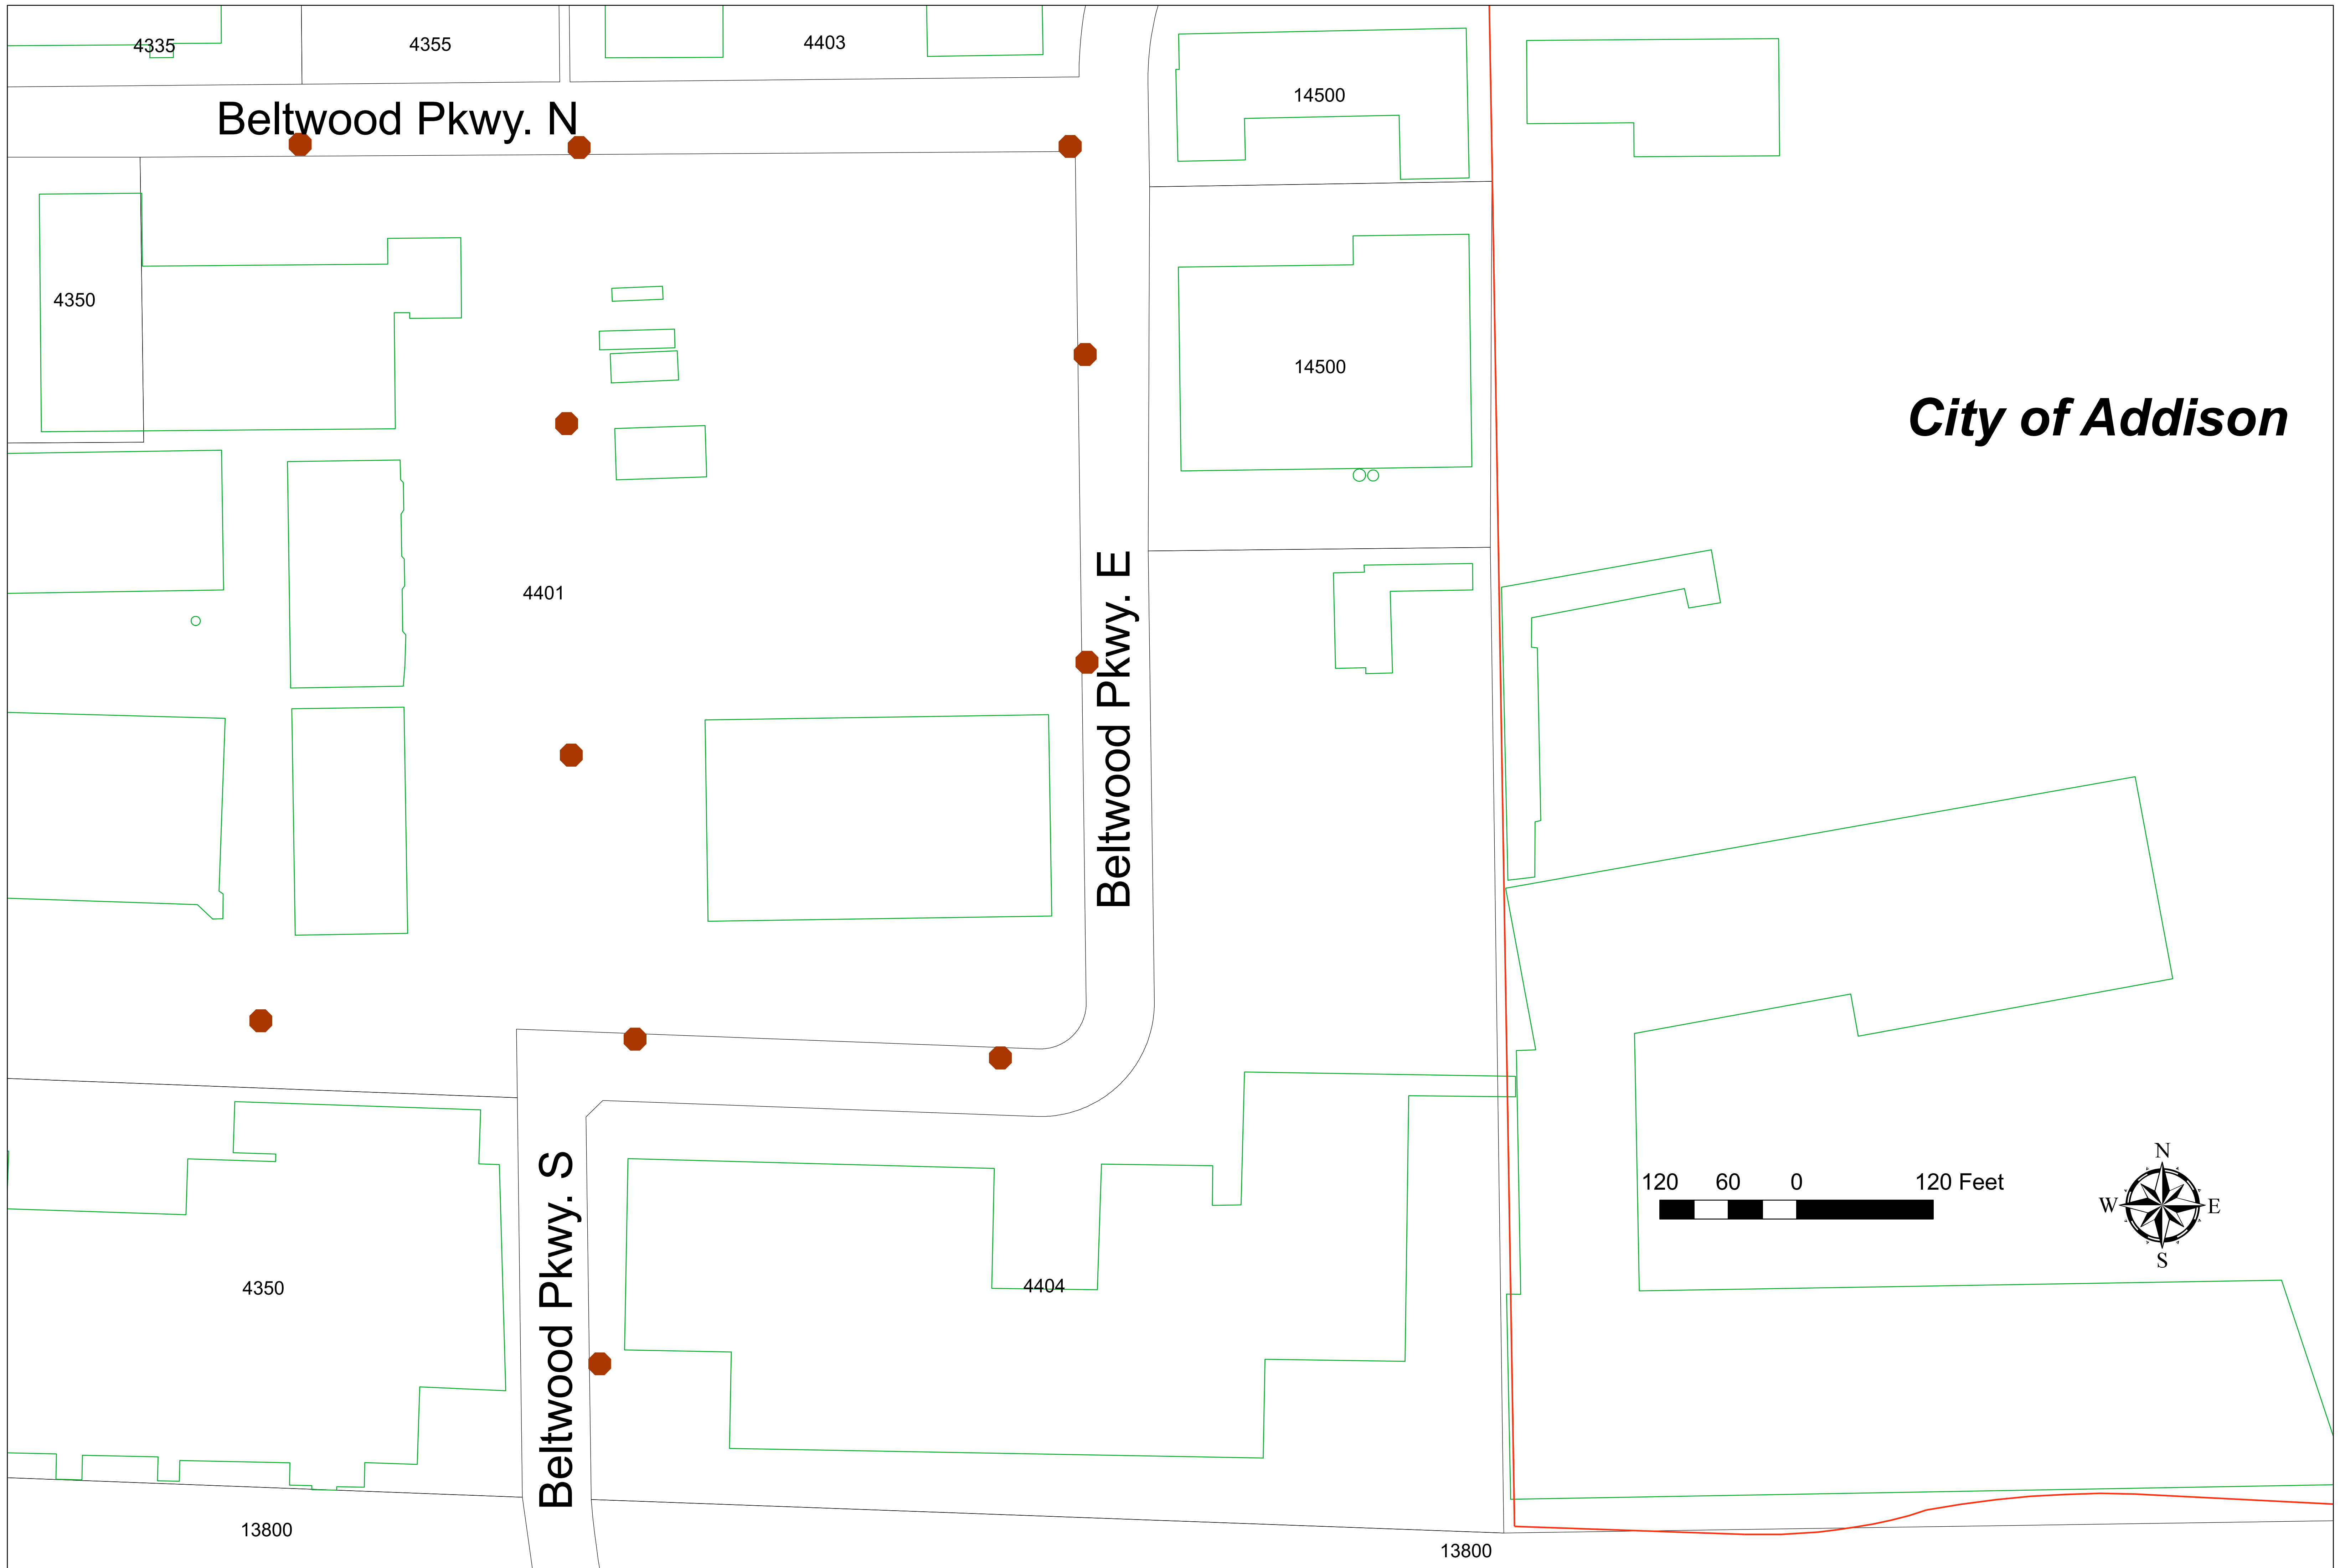 4335
4355
4403
14500
Beltwood Pkwy. N
4350
14500
City of Addison
4401
Beltwood Pkwy. E
120 60 0 120 Feet
N
W E
S
Beltwood Pkwy. S
4350
4404
13800
13800